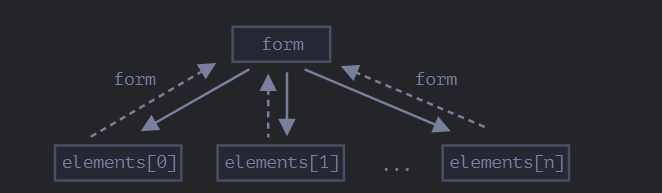 form
form
form
elements[0]
elements[1]
...
elements[n]